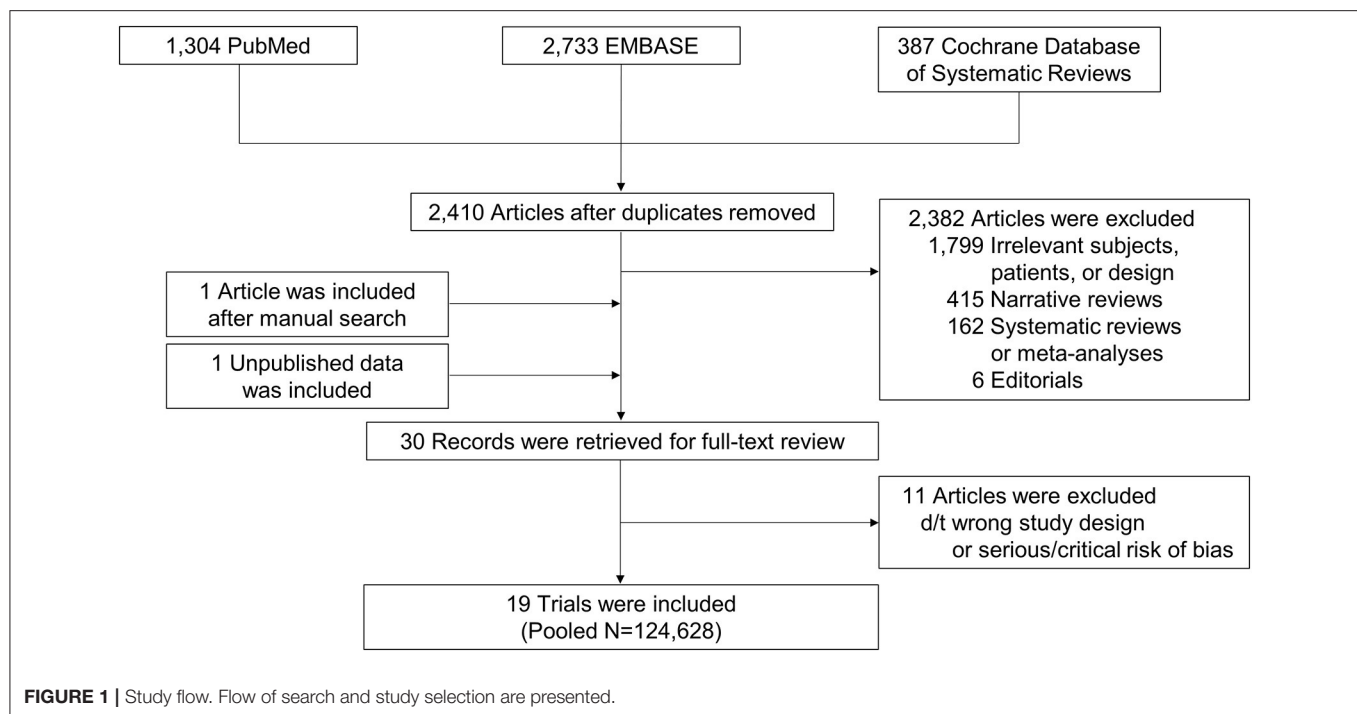 1,304 PubMed
2,733 EMBASE
387 Cochrane Database
of Systematic Reviews
2,410 Articles after duplicates removed
2,382 Articles were excluded
1,799 Irrelevant subjects,
patients, or design
415 Narrative reviews
162 Systematic reviews
or meta-analyses
6 Editorials
1 Article was included
after manual search
1 Unpublished data
was included
30 Records were retrieved for full-text review
11 Articles were excluded
d/t wrong study design
or serious/critical risk of bias
19 Trials were included
(Pooled N=124,628)
FIGURE 1 | Study flow. Flow of search and study selection are presented.